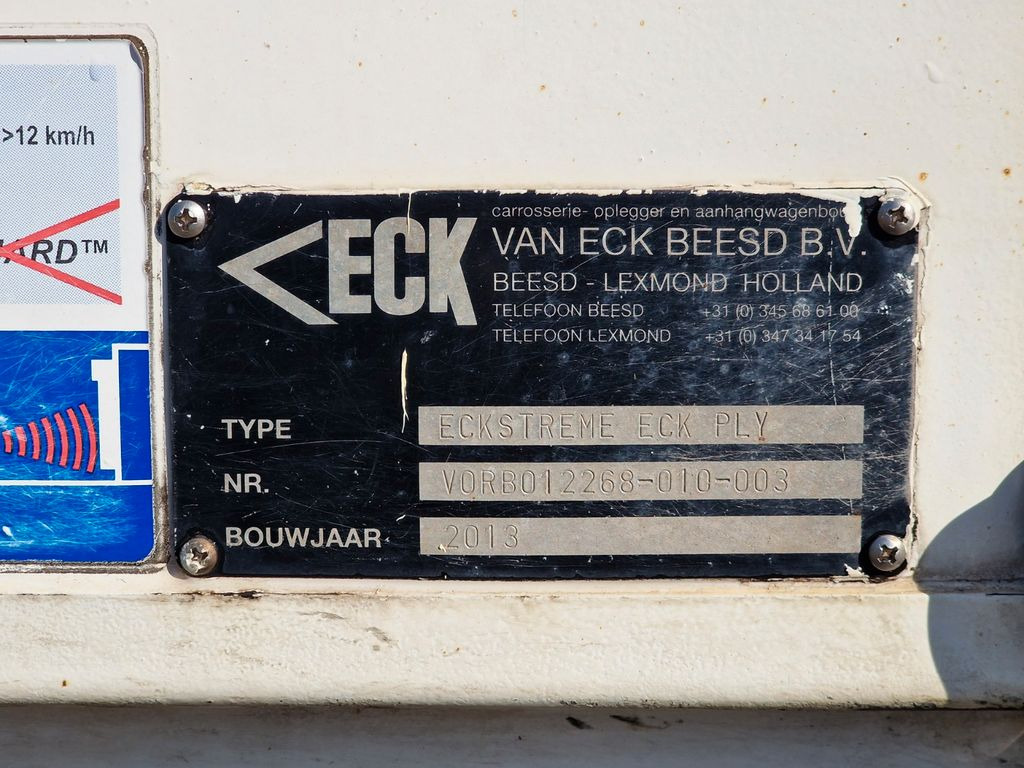 >12 km/h
ARD™
ECK
carrosserie- oplegger en aanhangwagenbouw
VAN ECK BEESD B.V.
BEESD - LEXMOND HOLLAND
TELEFOON BEESD +31 (0) 345 68 61 00
TELEFOON LEXMOND +31 (0) 347 34 17 54
TYPE ECKSTREME ECK PLY
NR. VORB012268-010-003
BOUWJAAR 2013